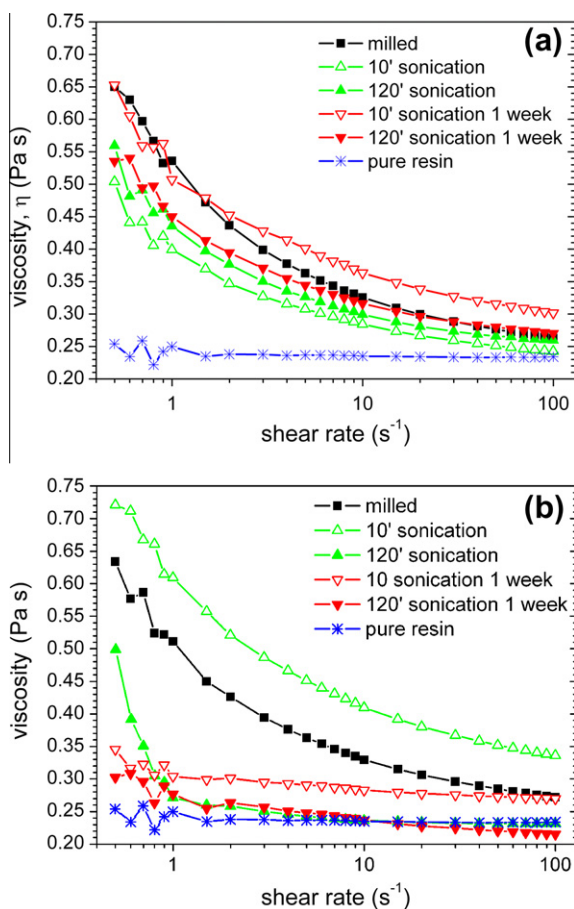 (a)
milled
10' sonication
120' sonication
10' sonication 1 week
120' sonication 1 week
pure resin
viscosity, η (Pa s)
0.75
0.70
0.65
0.60
0.55
0.50
0.45
0.40
0.35
0.30
0.25
0.20
1
10
100
shear rate (s⁻¹)
(b)
milled
10' sonication
120' sonication
10 sonication 1 week
120' sonication 1 week
pure resin
viscosity (Pa s)
0.75
0.70
0.65
0.60
0.55
0.50
0.45
0.40
0.35
0.30
0.25
0.20
1
10
100
shear rate (s⁻¹)